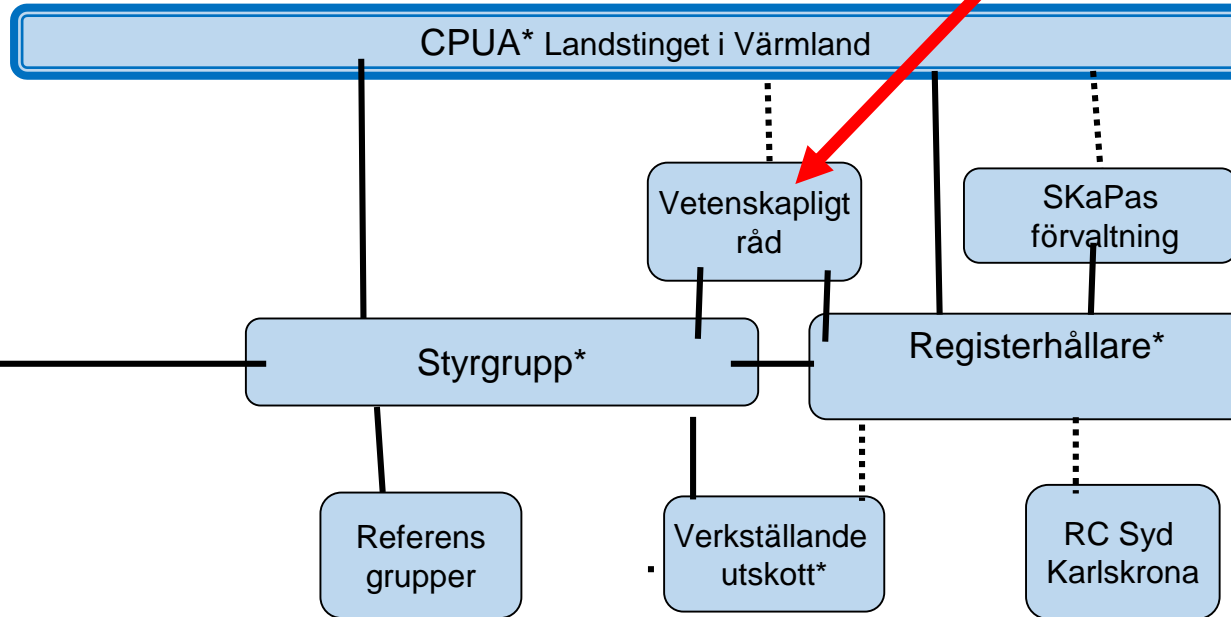 CPUA* Landstinget i Värmland
Vetenskapligt
råd
SKaPas
förvaltning
Styrgrupp*
Registerhållare*
Referens
grupper
Verkställande
utskott*
RC Syd
Karlskrona